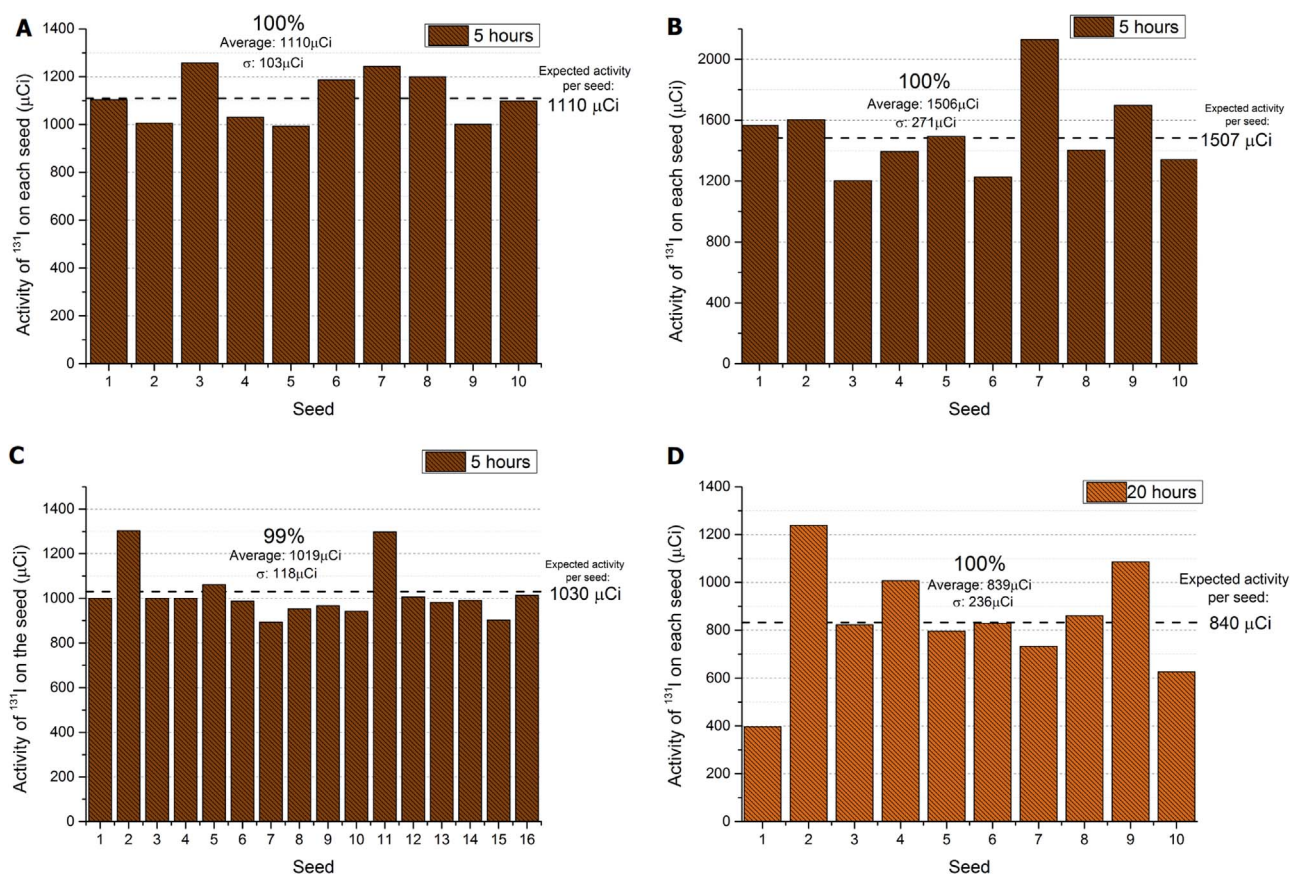 A
100%
Average: 1110μCi
σ: 103μCi
5 hours
Expected activity
per seed:
1110 μCi
Activity of ¹³¹I on each seed (μCi)
1400
1200
1000
800
600
400
200
0
1 2 3 4 5 6 7 8 9 10
Seed
B
100%
Average: 1506μCi
σ: 271μCi
5 hours
Expected activity
per seed:
1507 μCi
Activity of ¹³¹I on each seed (μCi)
2000
1600
1200
800
400
0
1 2 3 4 5 6 7 8 9 10
Seed
C
5 hours
99%
Average: 1019μCi
σ: 118μCi
Expected activity
per seed:
1030 μCi
Activity of ¹³¹I on the seed (μCi)
1400
1200
1000
800
600
400
200
0
1 2 3 4 5 6 7 8 9 10 11 12 13 14 15 16
Seed
D
20 hours
100%
Average: 839μCi
σ: 236μCi
Expected activity
per seed:
840 μCi
Activity of ¹³¹I on each seed (μCi)
1400
1200
1000
800
600
400
200
0
1 2 3 4 5 6 7 8 9 10
Seed